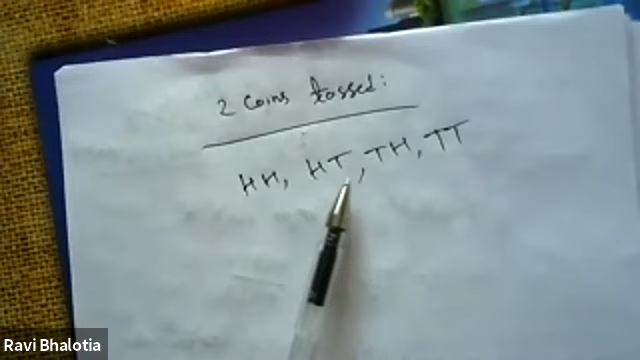 2 Coins tossed:
HH, HT, TH, TT
Ravi Bhalotia